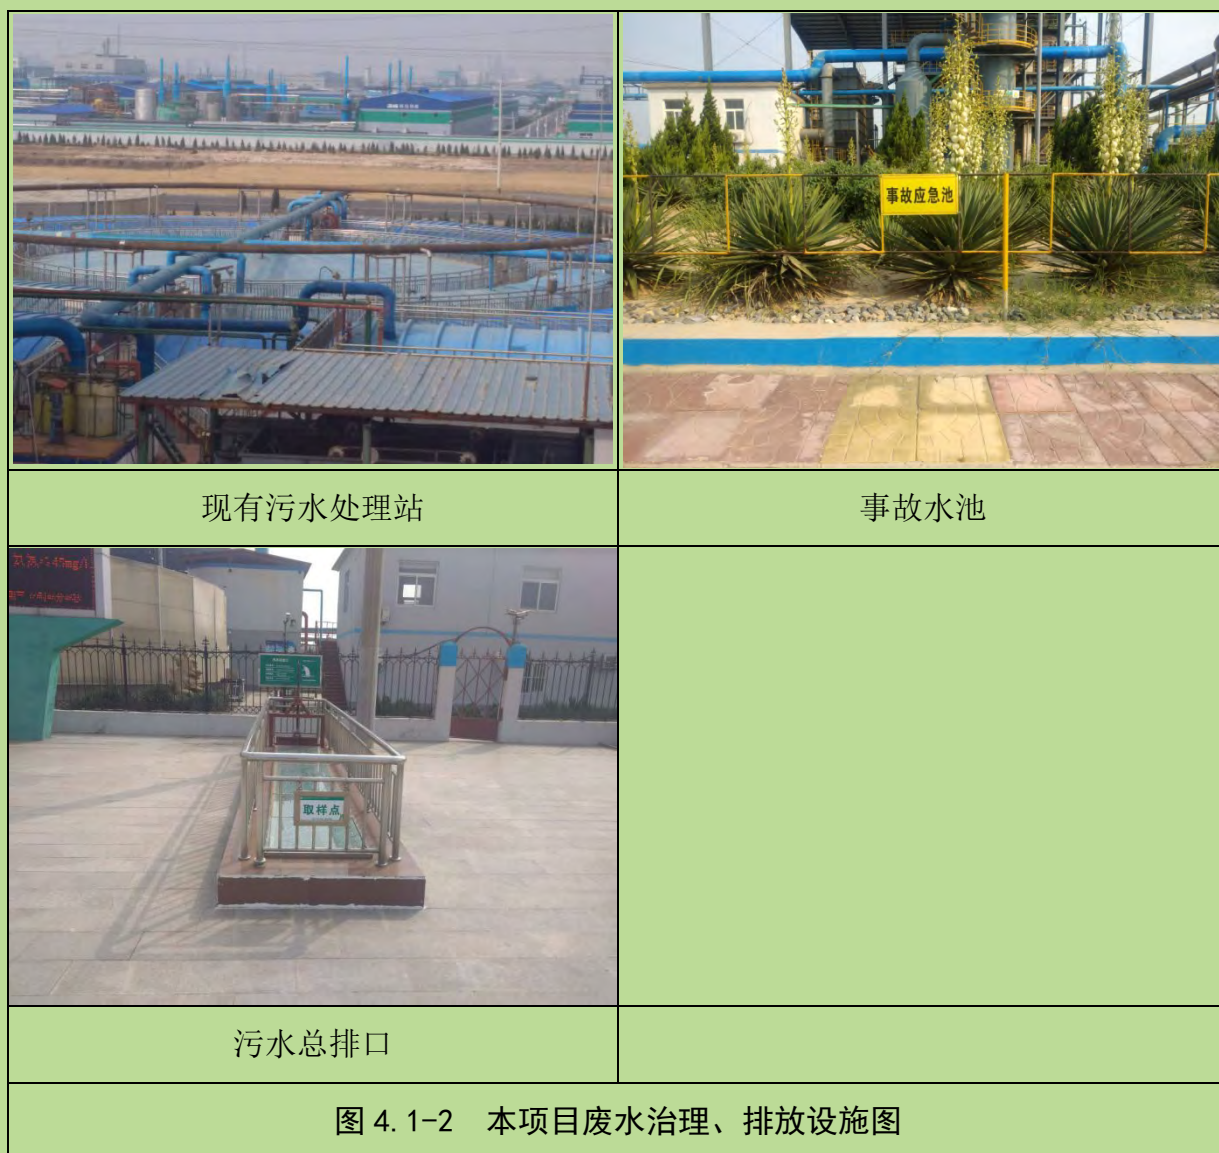 事故应急池
现有污水处理站
事故水池
取样点
污水总排口
图 4.1-2 本项目废水治理、排放设施图